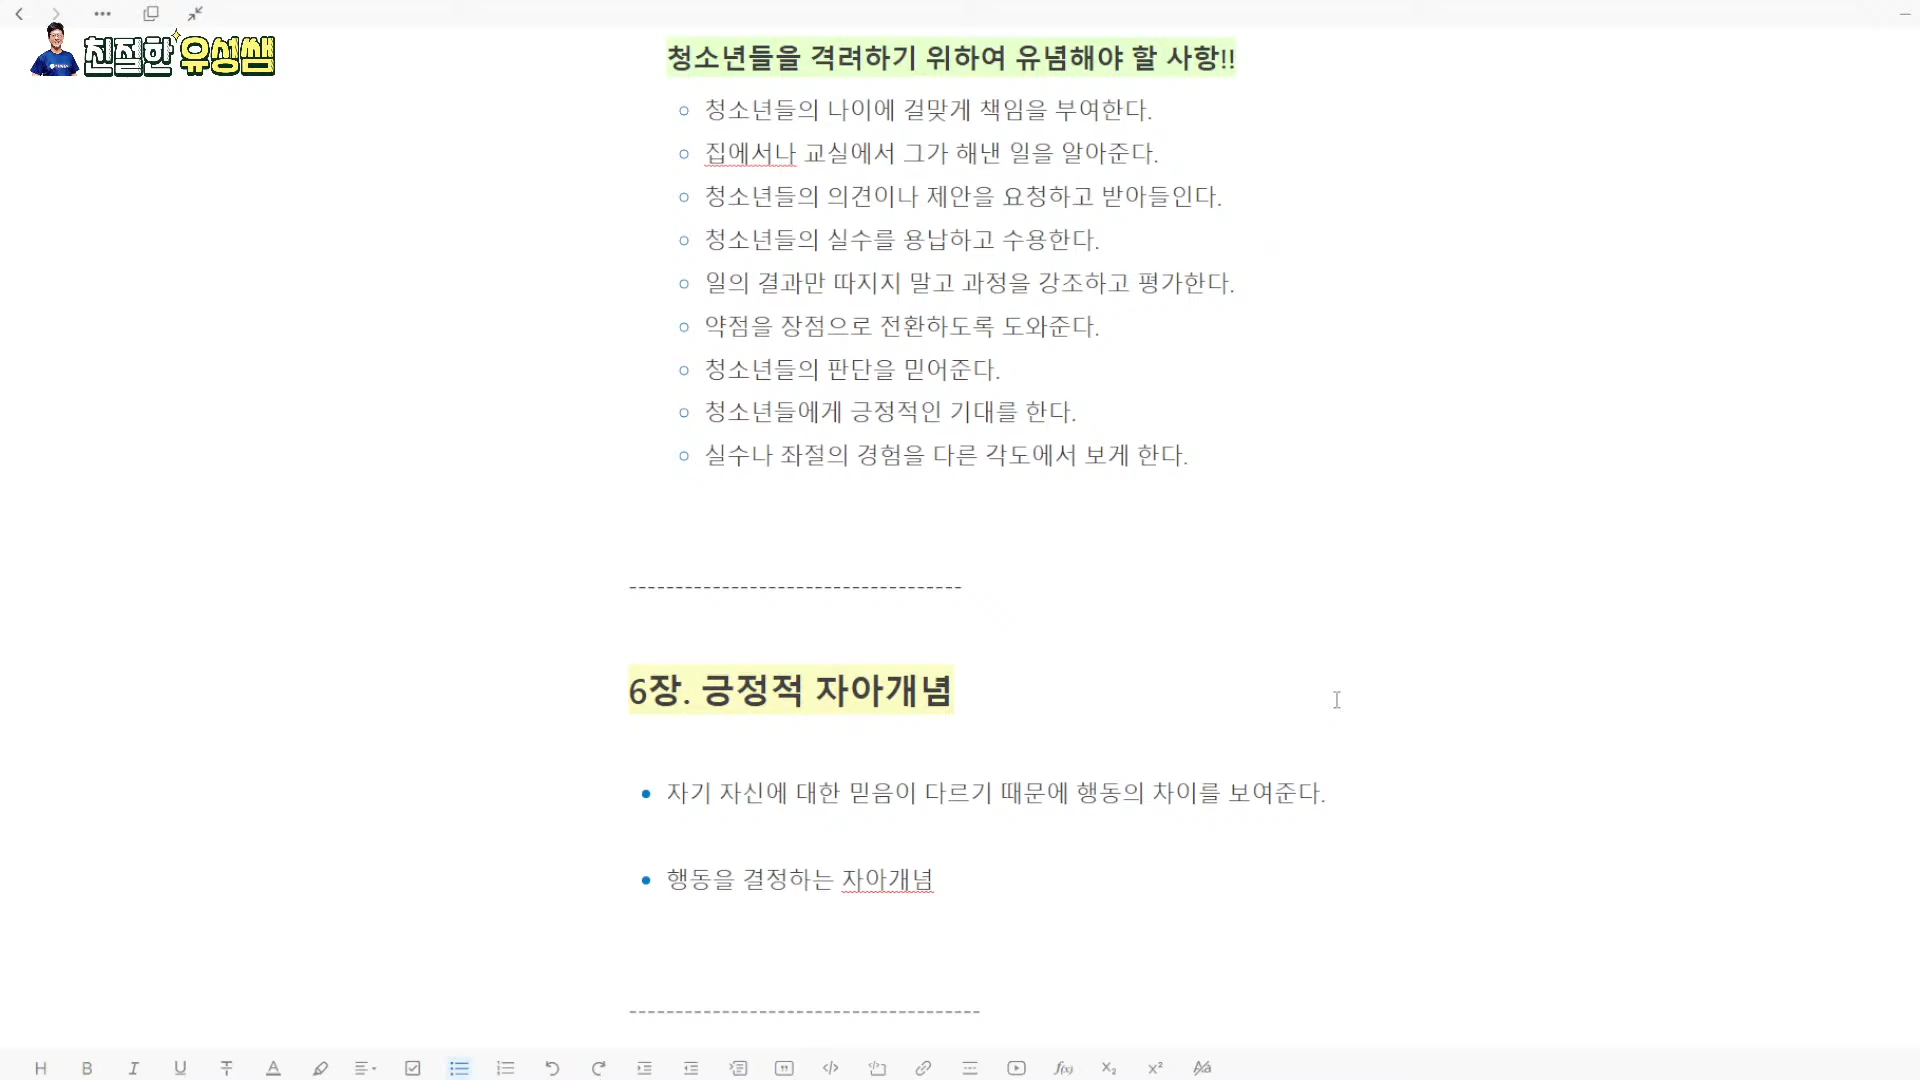 친절한 유성쌤
청소년들을 격려하기 위하여 유념해야 할 사항!!
청소년들의 나이에 걸맞게 책임을 부여한다.
집에서나 교실에서 그가 해낸 일을 알아준다.
청소년들의 의견이나 제안을 요청하고 받아들인다.
청소년들의 실수를 용납하고 수용한다.
일의 결과만 따지지 말고 과정을 강조하고 평가한다.
약점을 장점으로 전환하도록 도와준다.
청소년들의 판단을 믿어준다.
청소년들에게 긍정적인 기대를 한다.
실수나 좌절의 경험을 다른 각도에서 보게 한다.
------------------------------------
6장. 긍정적 자아개념
자기 자신에 대한 믿음이 다르기 때문에 행동의 차이를 보여준다.
행동을 결정하는 자아개념
--------------------------------------
H B I U T A </> f(x) X₂ x² Aa